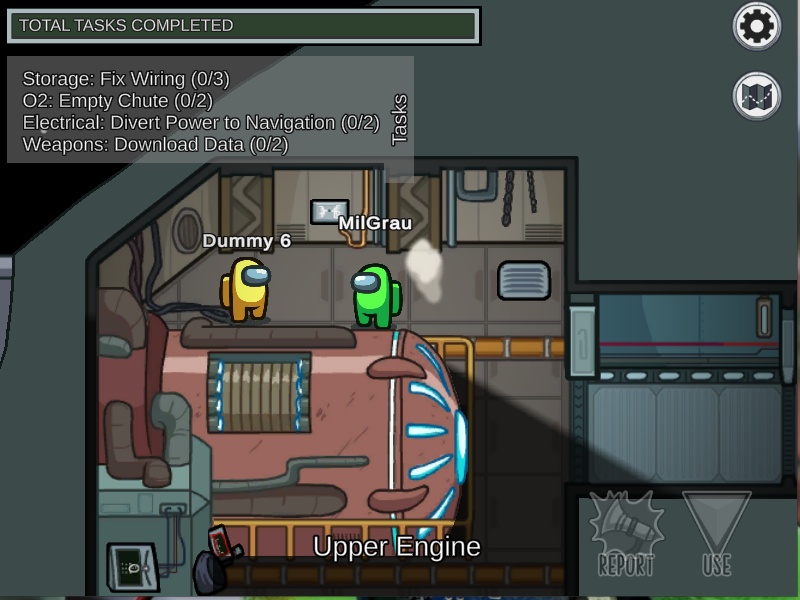 TOTAL TASKS COMPLETED
Storage: Fix Wiring (0/3)
O2: Empty Chute (0/2)
Electrical: Divert Power to Navigation (0/2)
Weapons: Download Data (0/2)
Tasks
MilGrau
Dummy 6
Upper Engine
REPORT
USE